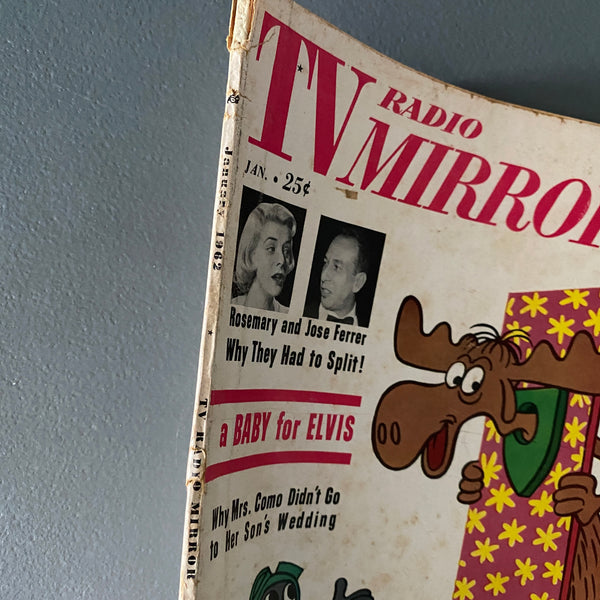 TV RADIO
MIRROR
JAN. • 25¢
Rosemary and Jose Ferrer
Why They Had to Split!
a BABY for ELVIS
Why Mrs. Como Didn't Go
to Her Son's Wedding
January 1962
TV RADIO MIRROR